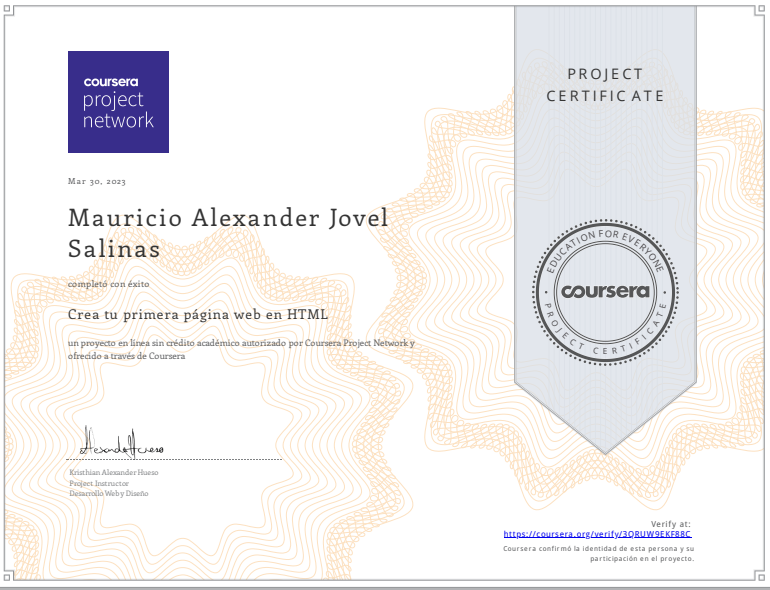 coursera
project
network
PROJECT
CERTIFICATE
Mar 30, 2023
Mauricio Alexander Jovel
Salinas
completó con éxito
Crea tu primera página web en HTML
un proyecto en línea sin crédito académico autorizado por Coursera Project Network y
ofrecido a través de Coursera
EDUCATION FOR EVERYONE
coursera
PROJECT CERTIFICATE
Kristhian Alexander Hueso
Project Instructor
Desarrollo Web y Diseño
Verify at:
https://coursera.org/verify/3QRUW9EKF88C
Coursera confirmó la identidad de esta persona y su
participación en el proyecto.